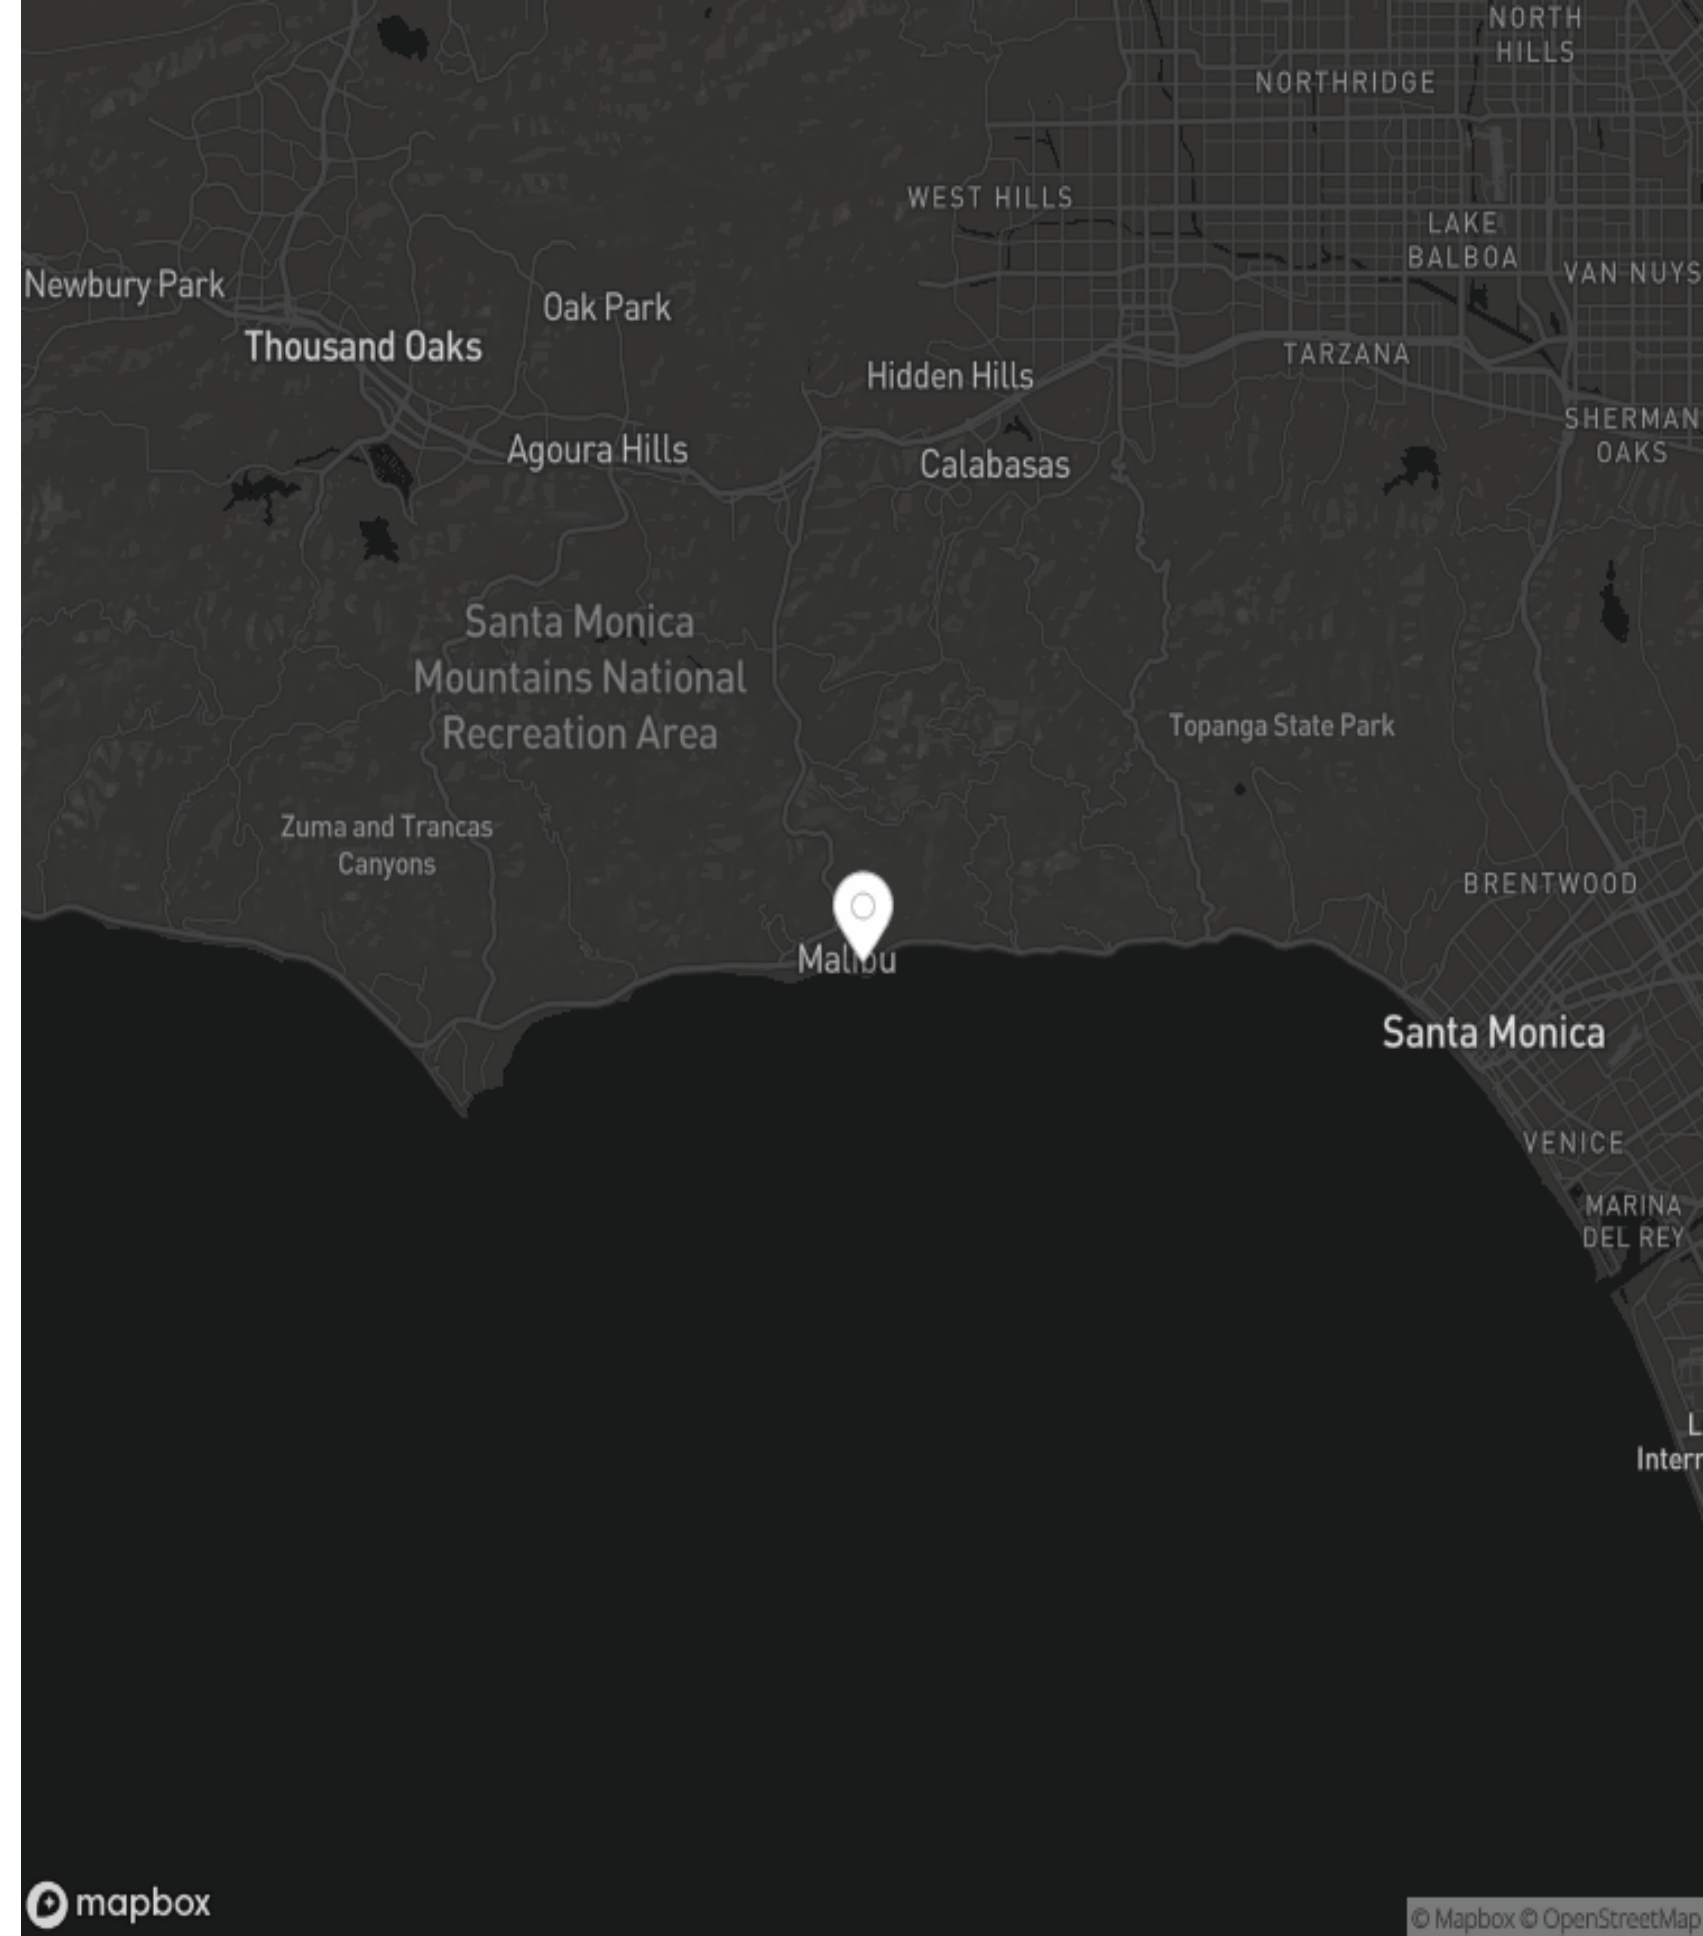 NORTH
HILLS
NORTHRIDGE
WEST HILLS
LAKE
BALBOA
VAN NUYS
Newbury Park
Oak Park
Thousand Oaks
TARZANA
Hidden Hills
SHERMAN
OAKS
Agoura Hills
Calabasas
Santa Monica
Mountains National
Recreation Area
Topanga State Park
Zuma and Trancas
Canyons
BRENTWOOD
Malibu
Santa Monica
VENICE
MARINA
DEL REY
L
Intern
mapbox
© Mapbox © OpenStreetMap